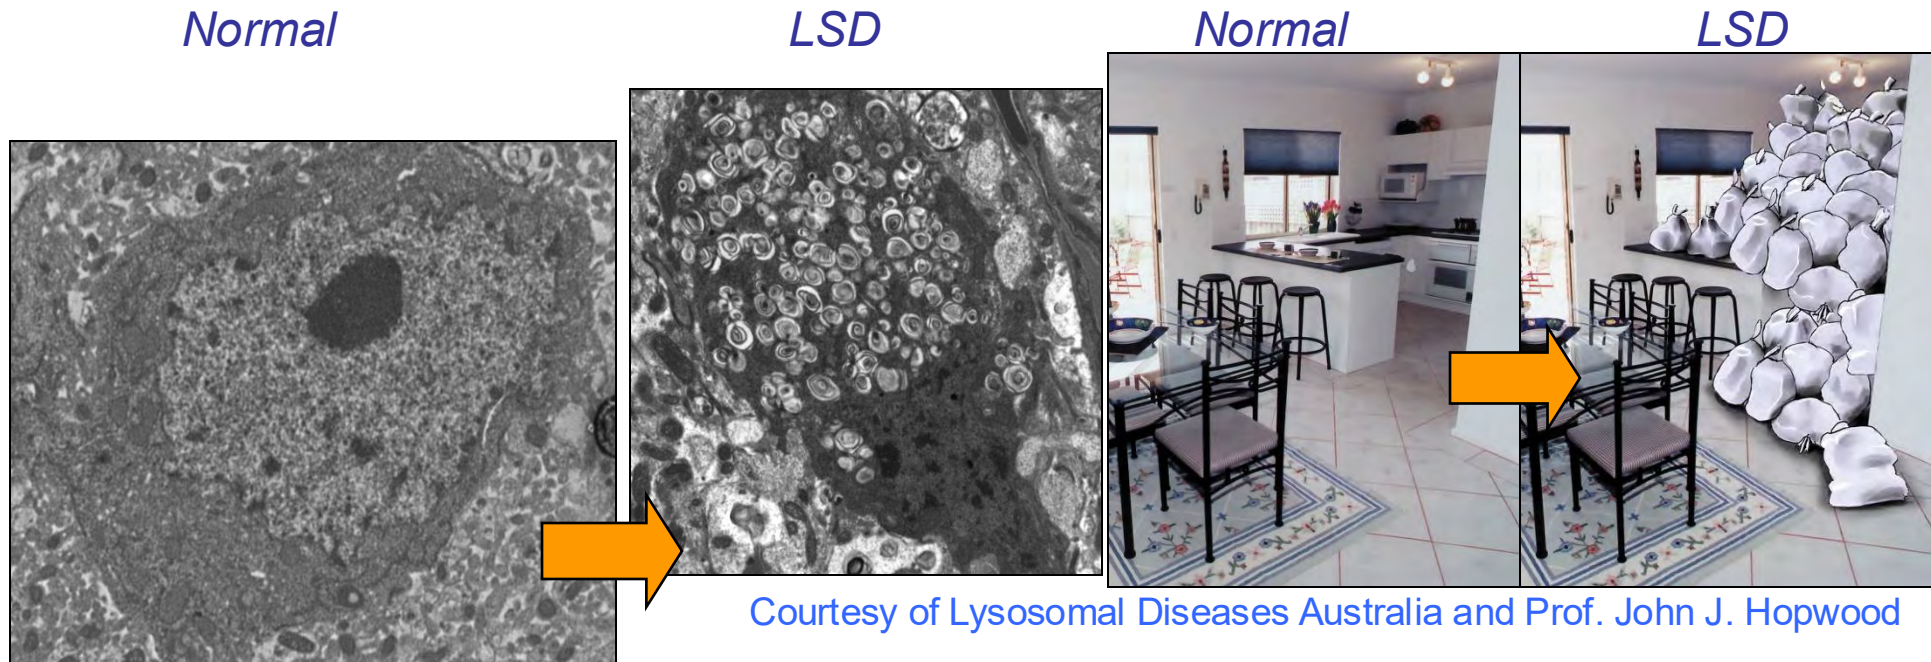 Normal
LSD
Normal
LSD
Courtesy of Lysosomal Diseases Australia and Prof. John J. Hopwood